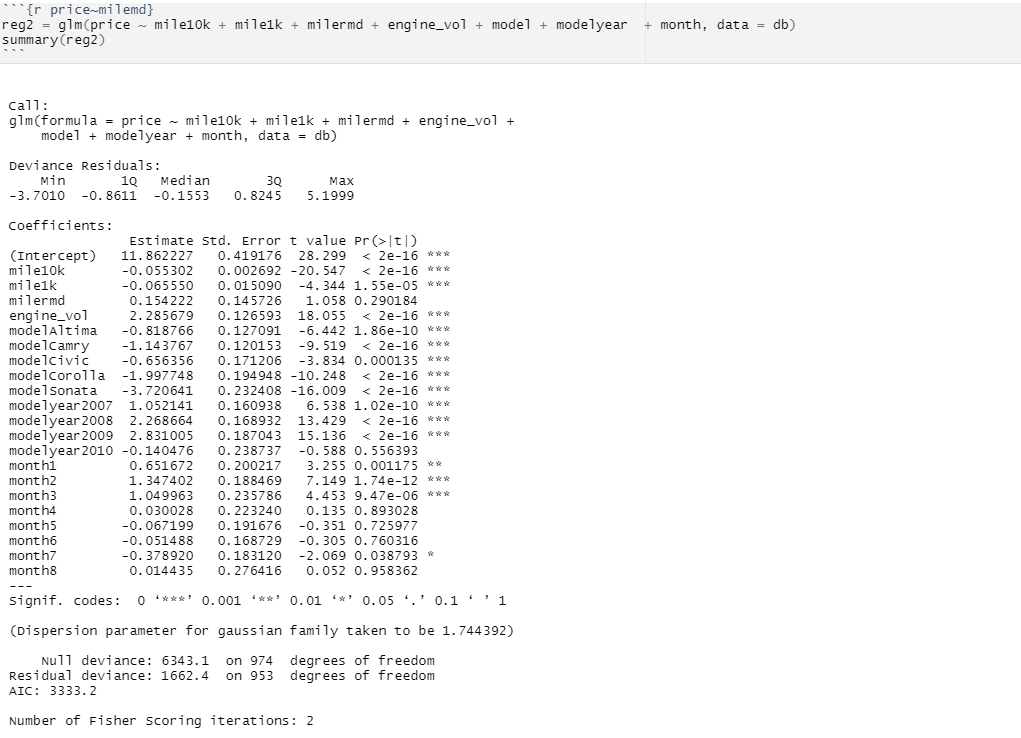 ```{r price~milemd}
reg2 = glm(price ~ mile10k + mile1k + milermd + engine_vol + model + modelyear  + month, data = db)
summary(reg2)
```
Call:
glm(formula = price ~ mile10k + mile1k + milermd + engine_vol +
    model + modelyear + month, data = db)
Deviance Residuals:
    Min       1Q   Median       3Q      Max
-3.7010  -0.8611  -0.1553   0.8245   5.1999
Coefficients:
              Estimate Std. Error t value Pr(>|t|)
(Intercept)   11.862227   0.419176  28.299  < 2e-16 ***
mile10k       -0.055302   0.002692 -20.547  < 2e-16 ***
mile1k        -0.065550   0.015090  -4.344 1.55e-05 ***
milermd        0.154222   0.145726   1.058 0.290184
engine_vol     2.285679   0.126593  18.055  < 2e-16 ***
modelAltima   -0.818766   0.127091  -6.442 1.86e-10 ***
modelCamry    -1.143767   0.120153  -9.519  < 2e-16 ***
modelCivic    -0.656356   0.171206  -3.834 0.000135 ***
modelCorolla  -1.997748   0.194948 -10.248  < 2e-16 ***
modelSonata   -3.720641   0.232408 -16.009  < 2e-16 ***
modelyear2007  1.052141   0.160938   6.538 1.02e-10 ***
modelyear2008  2.268664   0.168932  13.429  < 2e-16 ***
modelyear2009  2.831005   0.187043  15.136  < 2e-16 ***
modelyear2010 -0.140476   0.238737  -0.588 0.556393
month1         0.651672   0.200217   3.255 0.001175 **
month2         1.347402   0.188469   7.149 1.74e-12 ***
month3         1.049963   0.235786   4.453 9.47e-06 ***
month4         0.030028   0.223240   0.135 0.893028
month5        -0.067199   0.191676  -0.351 0.725977
month6        -0.051488   0.168729  -0.305 0.760316
month7        -0.378920   0.183120  -2.069 0.038793 *
month8         0.014435   0.276416   0.052 0.958362
---
Signif. codes:  0 ‘***’ 0.001 ‘**’ 0.01 ‘*’ 0.05 ‘.’ 0.1 ‘ ’ 1
(Dispersion parameter for gaussian family taken to be 1.744392)
    Null deviance: 6343.1  on 974  degrees of freedom
Residual deviance: 1662.4  on 953  degrees of freedom
AIC: 3333.2
Number of Fisher Scoring iterations: 2